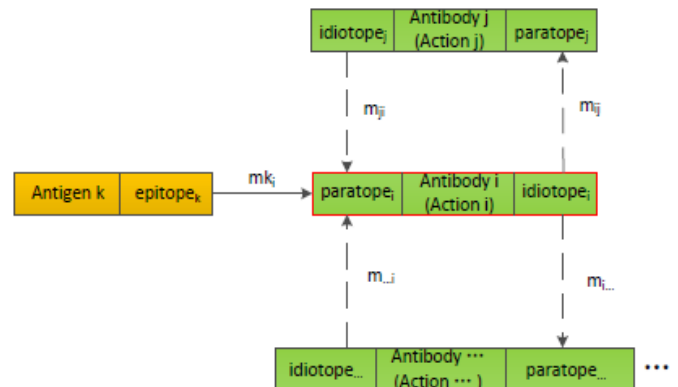 idiotopej Antibody j (Action j) paratopej
mji mij
Antigen k epitopek mki paratopei Antibody i (Action i) idiotopei
m...i mi...
idiotope... Antibody ··· (Action ··· ) paratope... ···